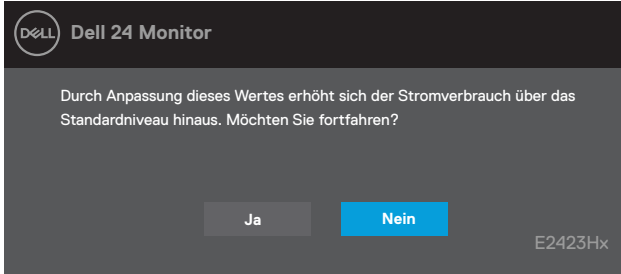 DELL Dell 24 Monitor
Durch Anpassung dieses Wertes erhöht sich der Stromverbrauch über das
Standardniveau hinaus. Möchten Sie fortfahren?
Ja Nein
E2423Hx